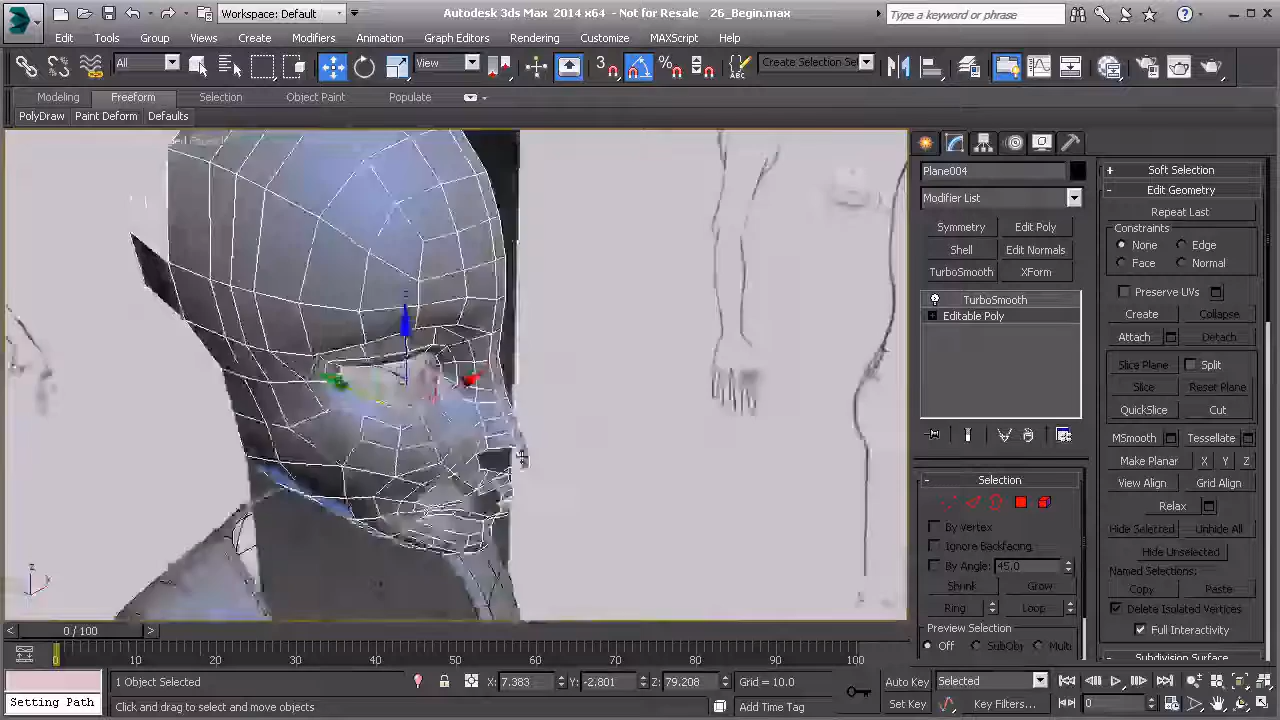 Workspace: Default
Autodesk 3ds Max 2014 x64 - Not for Resale 26_Begin.max
Type a keyword or phrase
Edit Tools Group Views Create Modifiers Animation Graph Editors Rendering Customize MAXScript Help
All View 3 Create Selection Se
Modeling Freeform Selection Object Paint Populate
PolyDraw Paint Deform Defaults
Plane004
Modifier List
Symmetry Edit Poly
Shell Edit Normals
TurboSmooth XForm
TurboSmooth
Editable Poly
Selection
By Vertex
Ignore Backfacing
By Angle: 45.0
Shrink Grow
Ring Loop
Preview Selection
Off SubObj Multi
Soft Selection
Edit Geometry
Repeat Last
Constraints
None Edge
Face Normal
Preserve UVs
Create Collapse
Attach Detach
Slice Plane Split
Slice Reset Plane
QuickSlice Cut
MSmooth Tessellate
Make Planar X Y Z
View Align Grid Align
Relax
Hide Selected Unhide All
Hide Unselected
Named Selections:
Copy Paste
Delete Isolated Vertices
Full Interactivity
Subdivision Surface
z
z
< 0 / 100 >
0 10 20 30 40 50 60 70 80 90 100
1 Object Selected X: 7.383 Y: -2.801 Z: 79.208 Grid = 10.0 Auto Key Selected
Setting Path Click and drag to select and move objects Add Time Tag Set Key Key Filters... 0